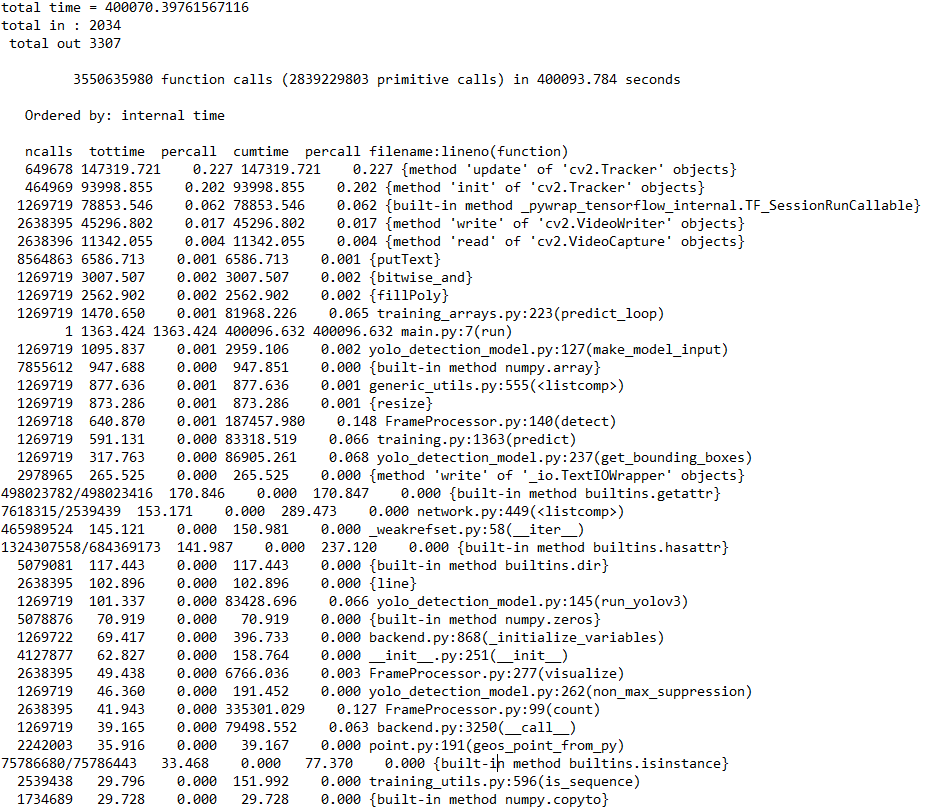 total time = 400070.39761567116
total in : 2034
total out 3307
3550635980 function calls (2839229803 primitive calls) in 400093.784 seconds
Ordered by: internal time
ncalls tottime percall cumtime percall filename:lineno(function)
649678 147319.721 0.227 147319.721 0.227 {method 'update' of 'cv2.Tracker' objects}
464969 93998.855 0.202 93998.855 0.202 {method 'init' of 'cv2.Tracker' objects}
1269719 78853.546 0.062 78853.546 0.062 {built-in method _pywrap_tensorflow_internal.TF_SessionRunCallable}
2638395 45296.802 0.017 45296.802 0.017 {method 'write' of 'cv2.VideoWriter' objects}
2638396 11342.055 0.004 11342.055 0.004 {method 'read' of 'cv2.VideoCapture' objects}
8564863 6586.713 0.001 6586.713 0.001 {putText}
1269719 3007.507 0.002 3007.507 0.002 {bitwise_and}
1269719 2562.902 0.002 2562.902 0.002 {fillPoly}
1269719 1470.650 0.001 81968.226 0.065 training_arrays.py:223(predict_loop)
1 1363.424 1363.424 400096.632 400096.632 main.py:7(run)
1269719 1095.837 0.001 2959.106 0.002 yolo_detection_model.py:127(make_model_input)
7855612 947.688 0.000 947.851 0.000 {built-in method numpy.array}
1269719 877.636 0.001 877.636 0.001 generic_utils.py:555(<listcomp>)
1269719 873.286 0.001 873.286 0.001 {resize}
1269718 640.870 0.001 187457.980 0.148 FrameProcessor.py:140(detect)
1269719 591.131 0.000 83318.519 0.066 training.py:1363(predict)
1269719 317.763 0.000 86905.261 0.068 yolo_detection_model.py:237(get_bounding_boxes)
2978965 265.525 0.000 265.525 0.000 {method 'write' of '_io.TextIOWrapper' objects}
498023782/498023416 170.846 0.000 170.847 0.000 {built-in method builtins.getattr}
7618315/2539439 153.171 0.000 289.473 0.000 network.py:449(<listcomp>)
465989524 145.121 0.000 150.981 0.000 _weakrefset.py:58(__iter__)
1324307558/684369173 141.987 0.000 237.120 0.000 {built-in method builtins.hasattr}
5079081 117.443 0.000 117.443 0.000 {built-in method builtins.dir}
2638395 102.896 0.000 102.896 0.000 {line}
1269719 101.337 0.000 83428.696 0.066 yolo_detection_model.py:145(run_yolov3)
5078876 70.919 0.000 70.919 0.000 {built-in method numpy.zeros}
1269722 69.417 0.000 396.733 0.000 backend.py:868(_initialize_variables)
4127877 62.827 0.000 158.764 0.000 __init__.py:251(__init__)
2638395 49.438 0.000 6766.036 0.003 FrameProcessor.py:277(visualize)
1269719 46.360 0.000 191.452 0.000 yolo_detection_model.py:262(non_max_suppression)
2638395 41.943 0.000 335301.029 0.127 FrameProcessor.py:99(count)
1269719 39.165 0.000 79498.552 0.063 backend.py:3250(__call__)
2242003 35.916 0.000 39.167 0.000 point.py:191(geos_point_from_py)
75786680/75786443 33.468 0.000 77.370 0.000 {built-in method builtins.isinstance}
2539438 29.796 0.000 151.992 0.000 training_utils.py:596(is_sequence)
1734689 29.728 0.000 29.728 0.000 {built-in method numpy.copyto}